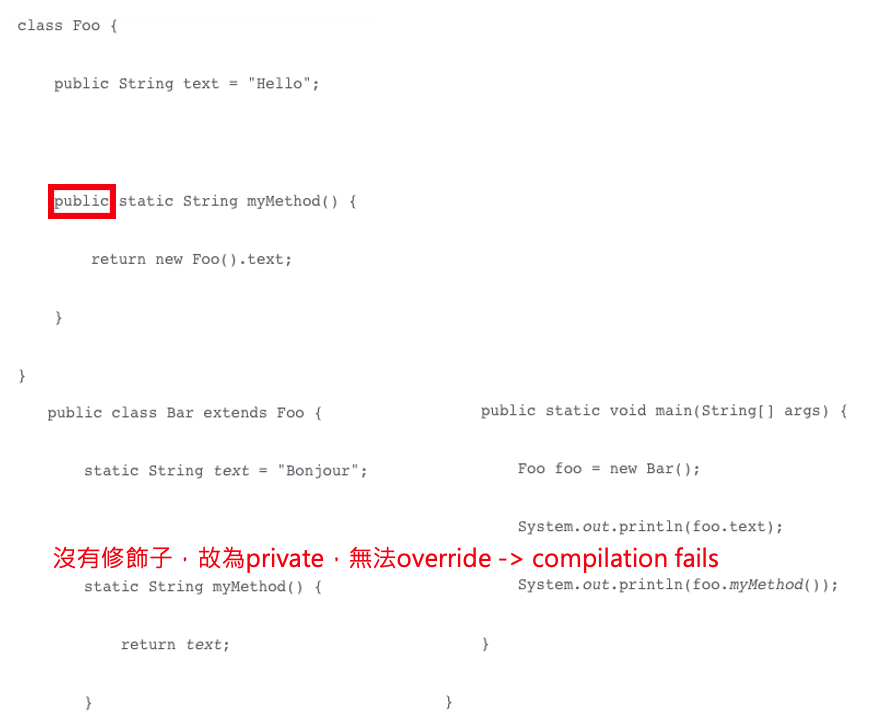 class Foo {
public String text = "Hello";
public static String myMethod() {
return new Foo().text;
}
}
public class Bar extends Foo {
static String text = "Bonjour";
沒有修飾子，故為private，無法override -> compilation fails
static String myMethod() {
return text;
}
public static void main(String[] args) {
Foo foo = new Bar();
System.out.println(foo.text);
System.out.println(foo.myMethod());
}
}